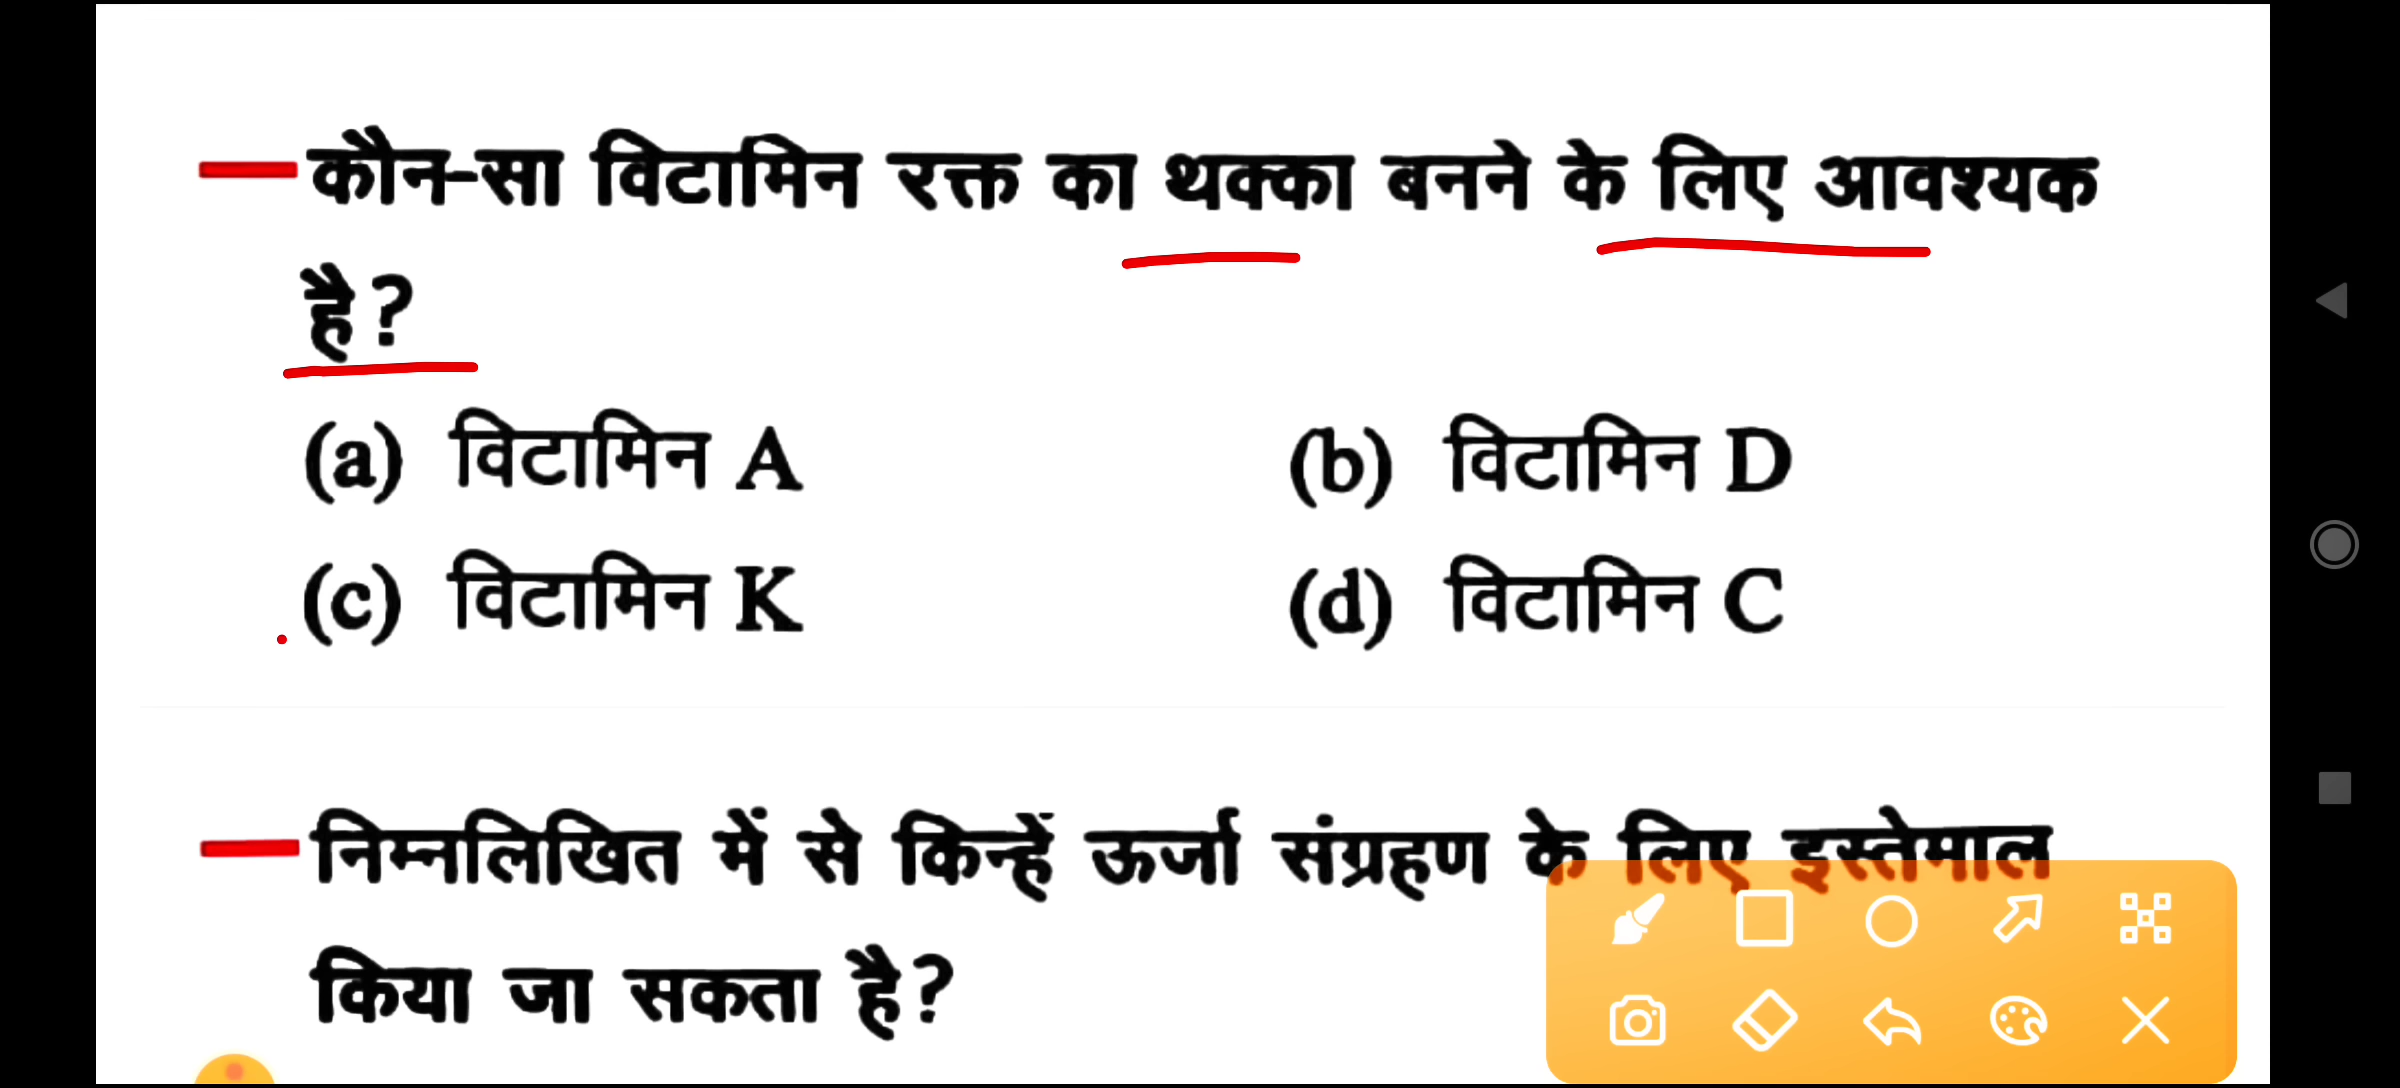 कौन-सा विटामिन रक्त का थक्का बनने के लिए आवश्यक
है?
(a) विटामिन A (b) विटामिन D
(c) विटामिन K (d) विटामिन C
निम्नलिखित में से किन्हें ऊर्जा संग्रहण के लिए इस्तेमाल
किया जा सकता है?